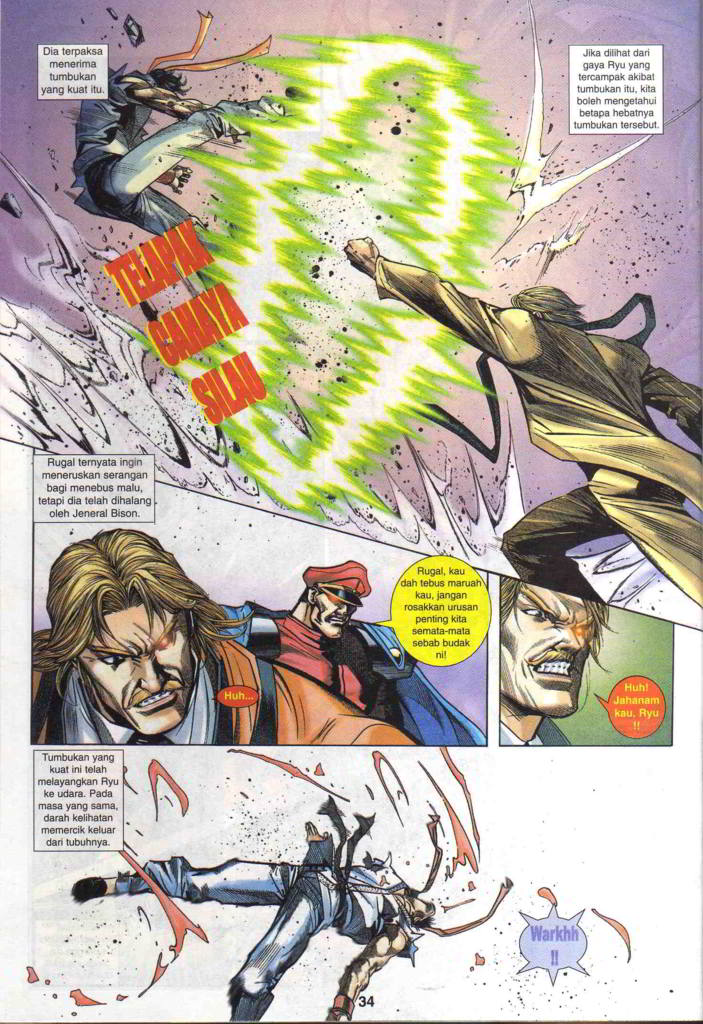 Dia terpaksa
menerima
tumbukan
yang kuat itu.
Jika dilihat dari
gaya Ryu yang
tercampak akibat
tumbukan itu, kita
boleh mengetahui
betapa hebatnya
tumbukan tersebut.
TELAPAK
CAHAYA
SILAU
Rugal ternyata ingin
meneruskan serangan
bagi menebus malu,
tetapi dia telah dihalang
oleh Jeneral Bison.
Rugal, kau
dah tebus maruah
kau, jangan
rosakkan urusan
penting kita
semata-mata
sebab budak
ni!
Huh...
Huh!
Jahanam
kau, Ryu
!!
Tumbukan yang
kuat ini telah
melayangkan Ryu
ke udara. Pada
masa yang sama,
darah kelihatan
memercik keluar
dari tubuhnya.
Warkhh
!!
34